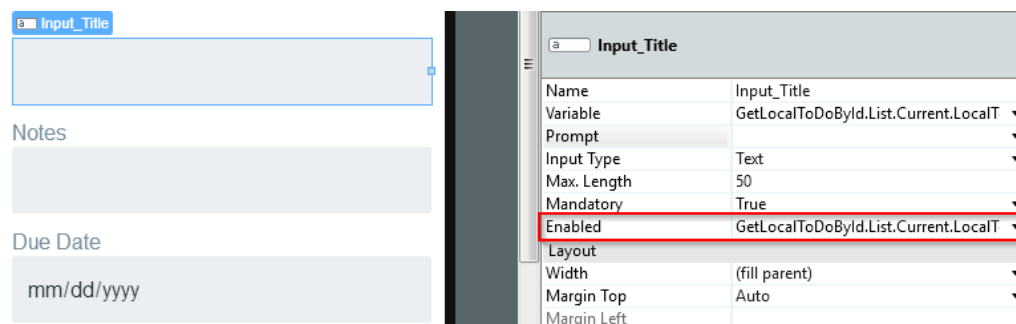 a Input_Title
Notes
Due Date
mm/dd/yyyy
a Input_Title
Name Input_Title
Variable GetLocalToDoById.List.Current.LocalT
Prompt
Input Type Text
Max. Length 50
Mandatory True
Enabled GetLocalToDoById.List.Current.LocalT
Layout
Width (fill parent)
Margin Top Auto
Margin Left